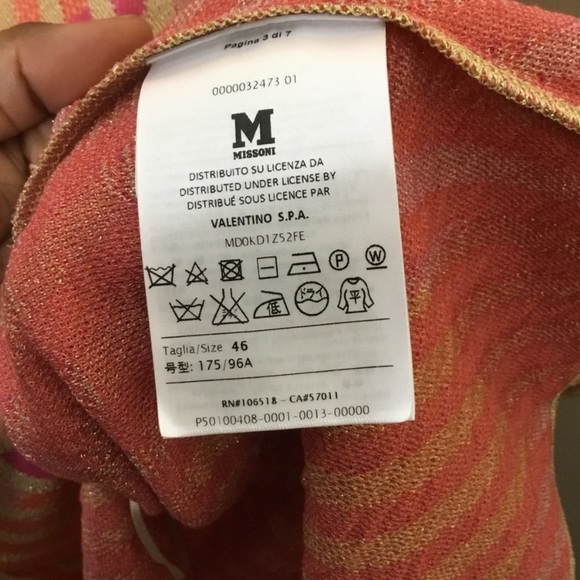 Pagina 3 di 7
0000032473 01
M
MISSONI
DISTRIBUITO SU LICENZA DA
DISTRIBUTED UNDER LICENSE BY
DISTRIBUÉ SOUS LICENCE PAR
VALENTINO S.P.A.
MD0KD1Z52FE
P W
低 ドライ 平
Taglia/Size 46
号型: 175/96A
RN#106518 - CA#57011
P50100408-0001-0013-00000